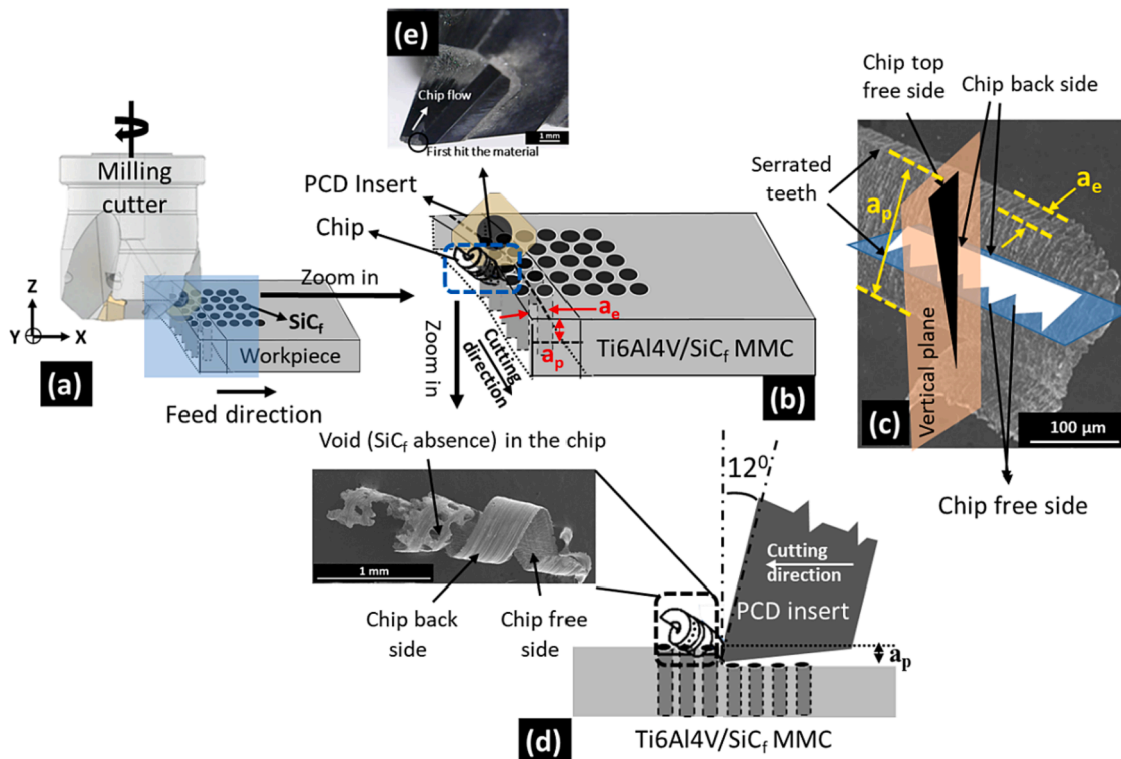 (e)
Chip flow
1 mm
First hit the material
Milling
cutter
PCD Insert
Chip
Zoom in
Z
Y
X
SiCf
Workpiece
(a)
Feed direction
Zoom in
Cutting
direction
ae
ap
Ti6Al4V/SiCf MMC
(b)
Chip top
free side
Chip back side
Serrated
teeth
ap
ae
Vertical plane
(c)
100 µm
Chip free side
Void (SiCf absence) in the chip
1 mm
Chip back
side
Chip free
side
12⁰
Cutting
direction
PCD insert
ap
(d)
Ti6Al4V/SiCf MMC